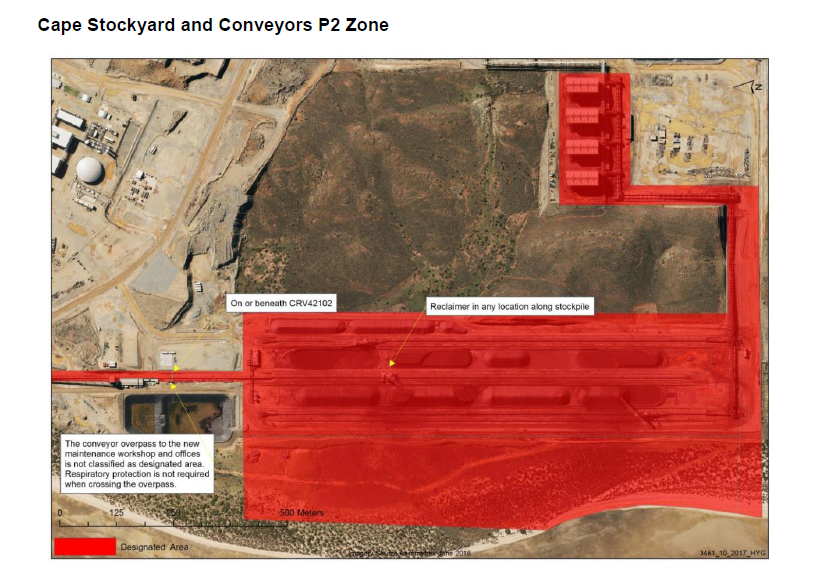 Cape Stockyard and Conveyors P2 Zone
N
On or beneath CRV42102
Reclaimer in any location along stockpile
The conveyor overpass to the new
maintenance workshop and offices
is not classified as designated area.
Respiratory protection is not required
when crossing the overpass.
0 125 250 500 Meters
Designated Area
2016
3461_10_2017_HYG